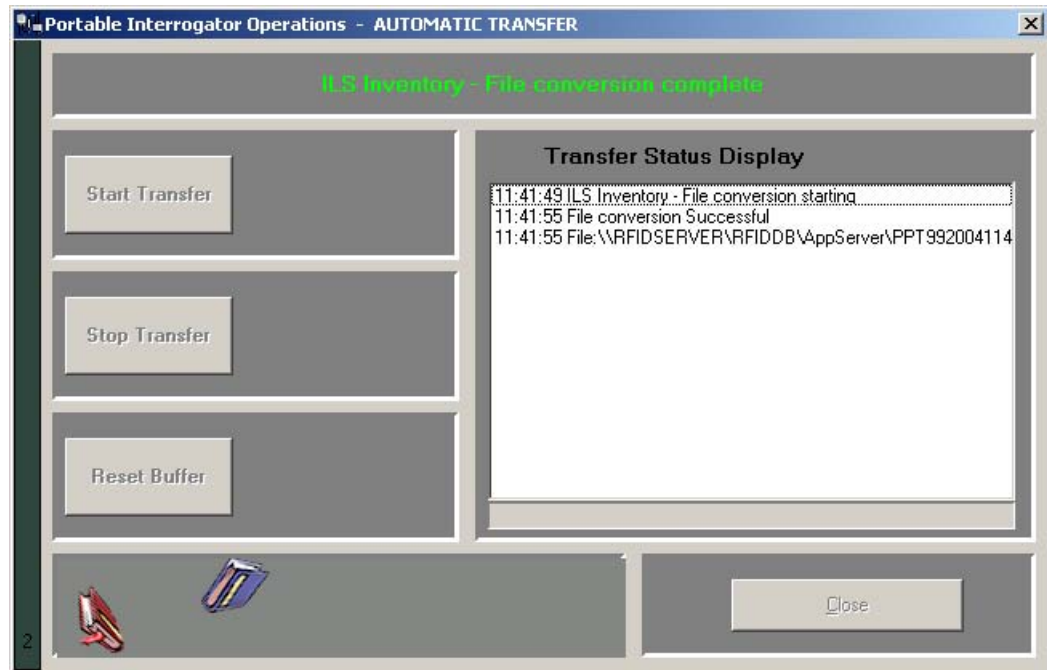 Portable Interrogator Operations - AUTOMATIC TRANSFER
ILS Inventory - File conversion complete
Start Transfer
Stop Transfer
Reset Buffer
Transfer Status Display
11:41:49 ILS Inventory - File conversion starting
11:41:55 File conversion Successful
11:41:55 File:\\RFIDSERVER\RFIDDB\AppServer\PPT992004114
Close
2